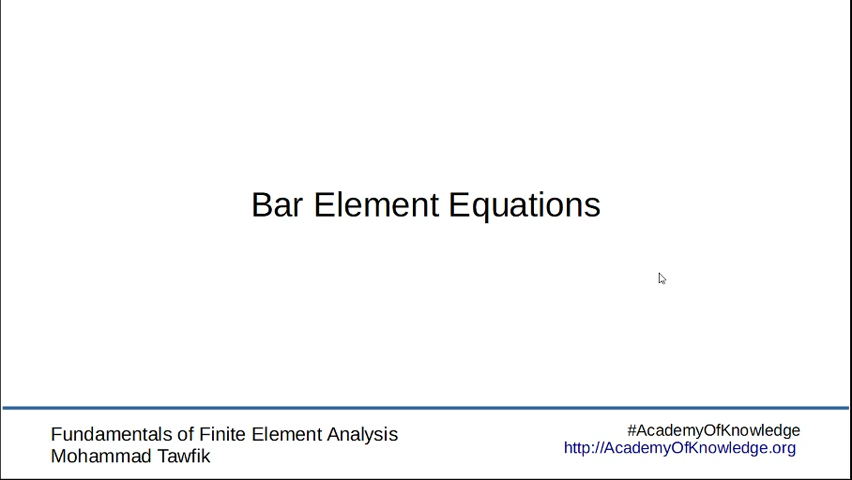 Bar Element Equations
Fundamentals of Finite Element Analysis
Mohammad Tawfik
#AcademyOfKnowledge
http://AcademyOfKnowledge.org